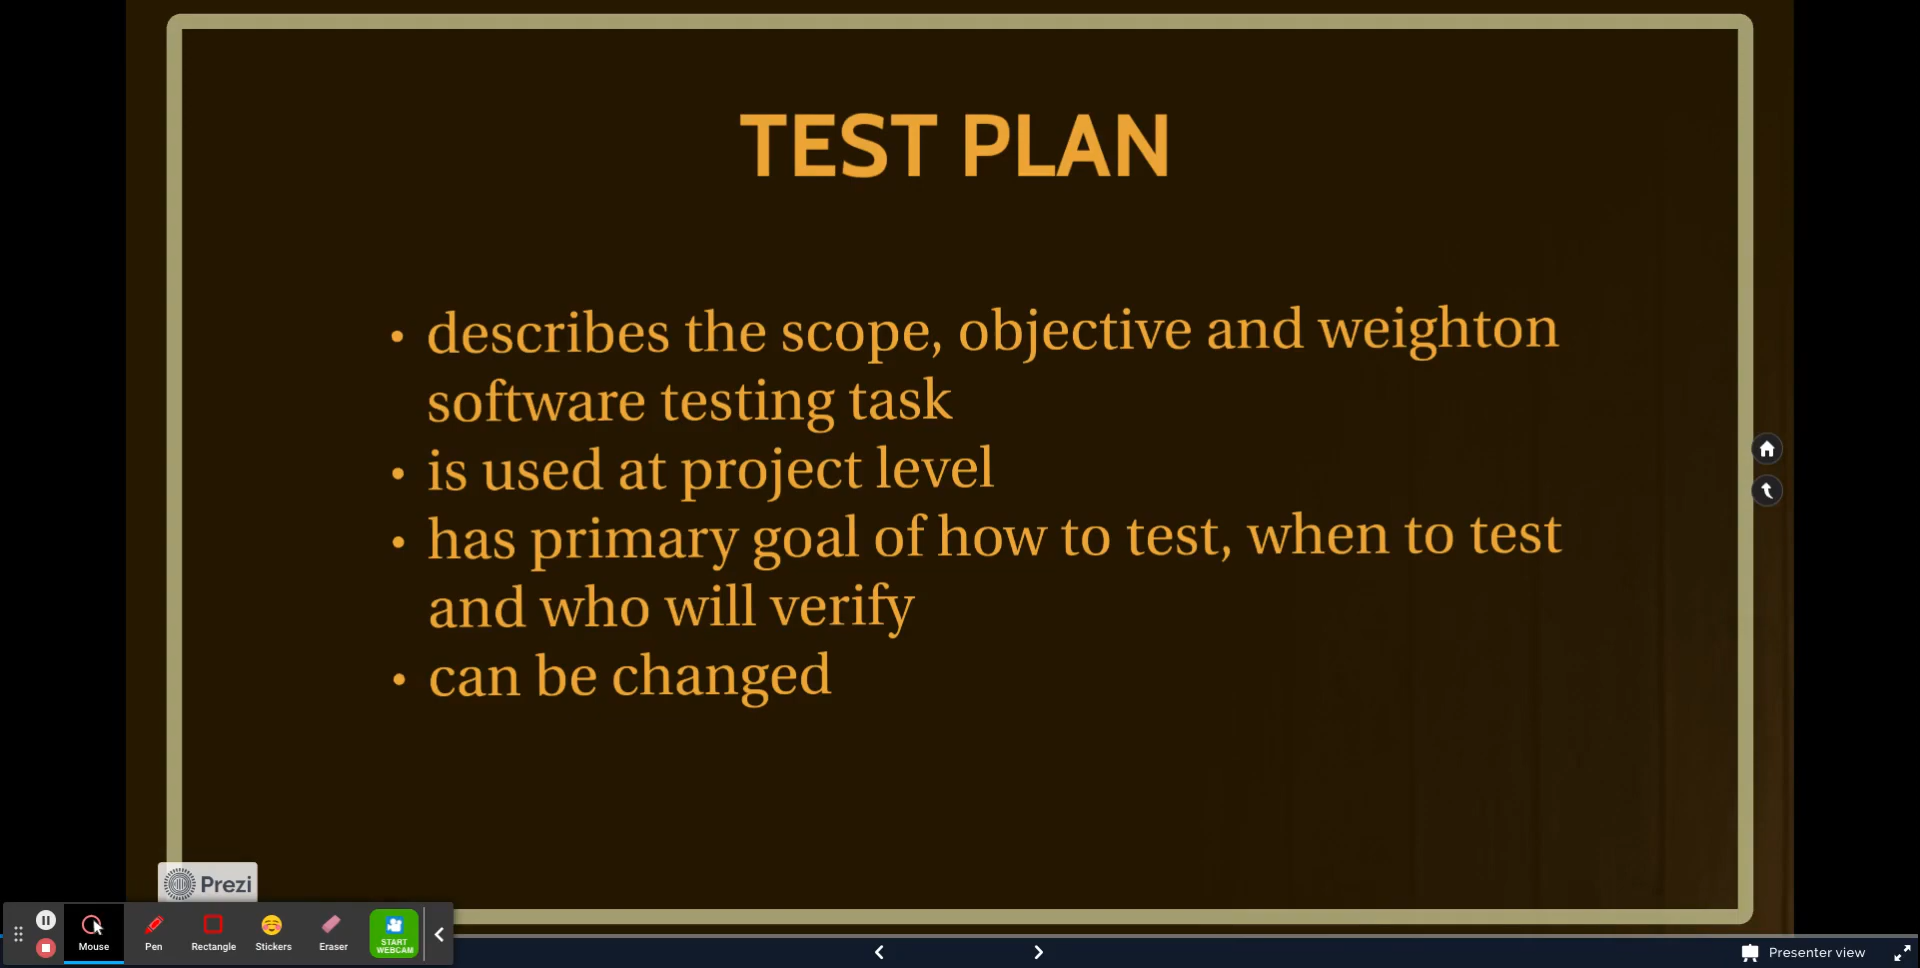 TEST PLAN
• describes the scope, objective and weighton
software testing task
• is used at project level
• has primary goal of how to test, when to test
and who will verify
• can be changed
Prezi
Mouse
Pen
Rectangle
Stickers
Eraser
START
WEBCAM
Presenter view